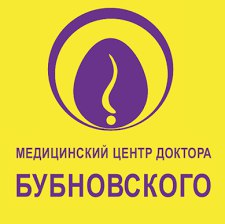 МЕДИЦИНСКИЙ ЦЕНТР ДОКТОРА
БУБНОВСКОГО